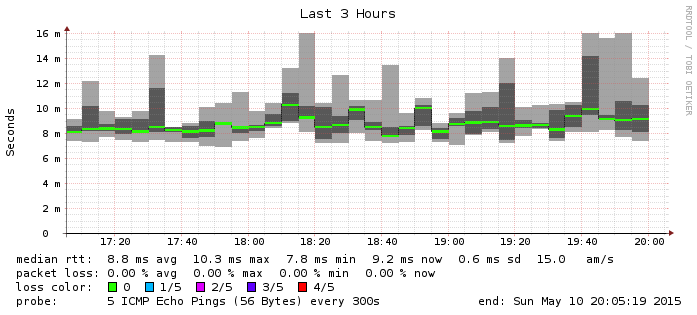 Last 3 Hours
RRDTOOL / TOBI OETIKER
Seconds
16 m
14 m
12 m
10 m
8 m
6 m
4 m
2 m
0
17:20 17:40 18:00 18:20 18:40 19:00 19:20 19:40 20:00
median rtt: 8.8 ms avg 10.3 ms max 7.8 ms min 9.2 ms now 0.6 ms sd 15.0 am/s
packet loss: 0.00 % avg 0.00 % max 0.00 % min 0.00 % now
loss color: 0 1/5 2/5 3/5 4/5
probe: 5 ICMP Echo Pings (56 Bytes) every 300s end: Sun May 10 20:05:19 2015